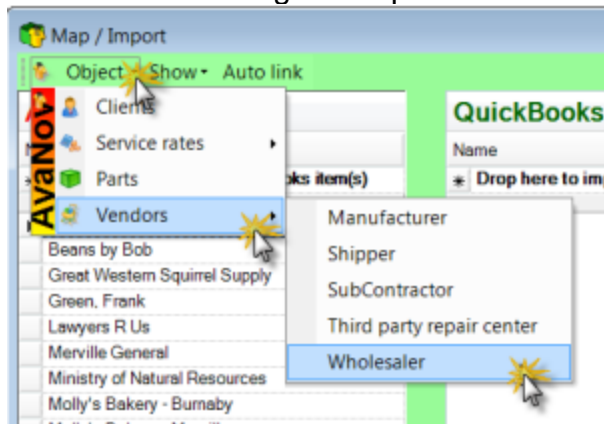 Map / Import
Object Show Auto link
AvaNov
Clients
Service rates
Parts
Vendors
QuickBooks
Name
oks item(s)
Drop here to im
Manufacturer
Shipper
SubContractor
Third party repair center
Wholesaler
Beans by Bob
Great Western Squirrel Supply
Green, Frank
Lawyers R Us
Merville General
Ministry of Natural Resources
Molly's Bakery - Burnaby